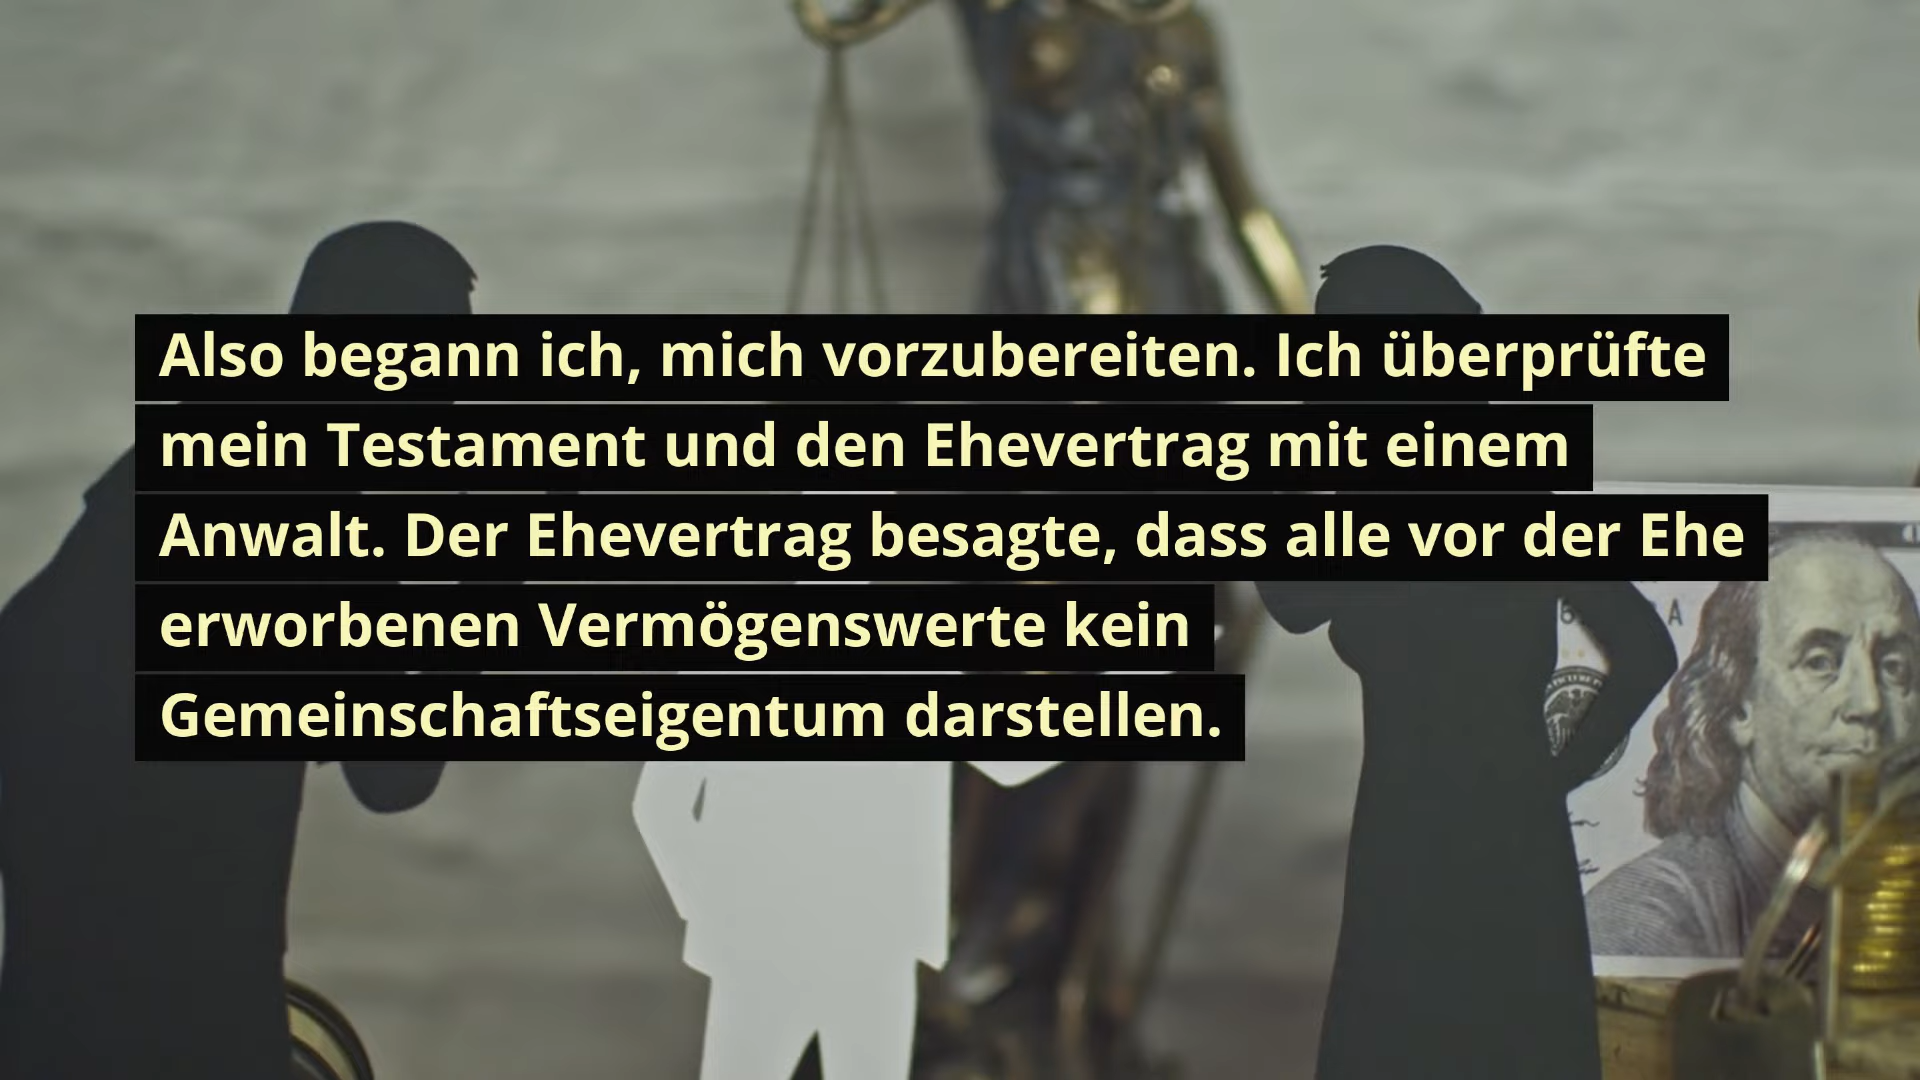 Also begann ich, mich vorzubereiten. Ich überprüfte
mein Testament und den Ehevertrag mit einem
Anwalt. Der Ehevertrag besagte, dass alle vor der Ehe
erworbenen Vermögenswerte kein
Gemeinschaftseigentum darstellen.